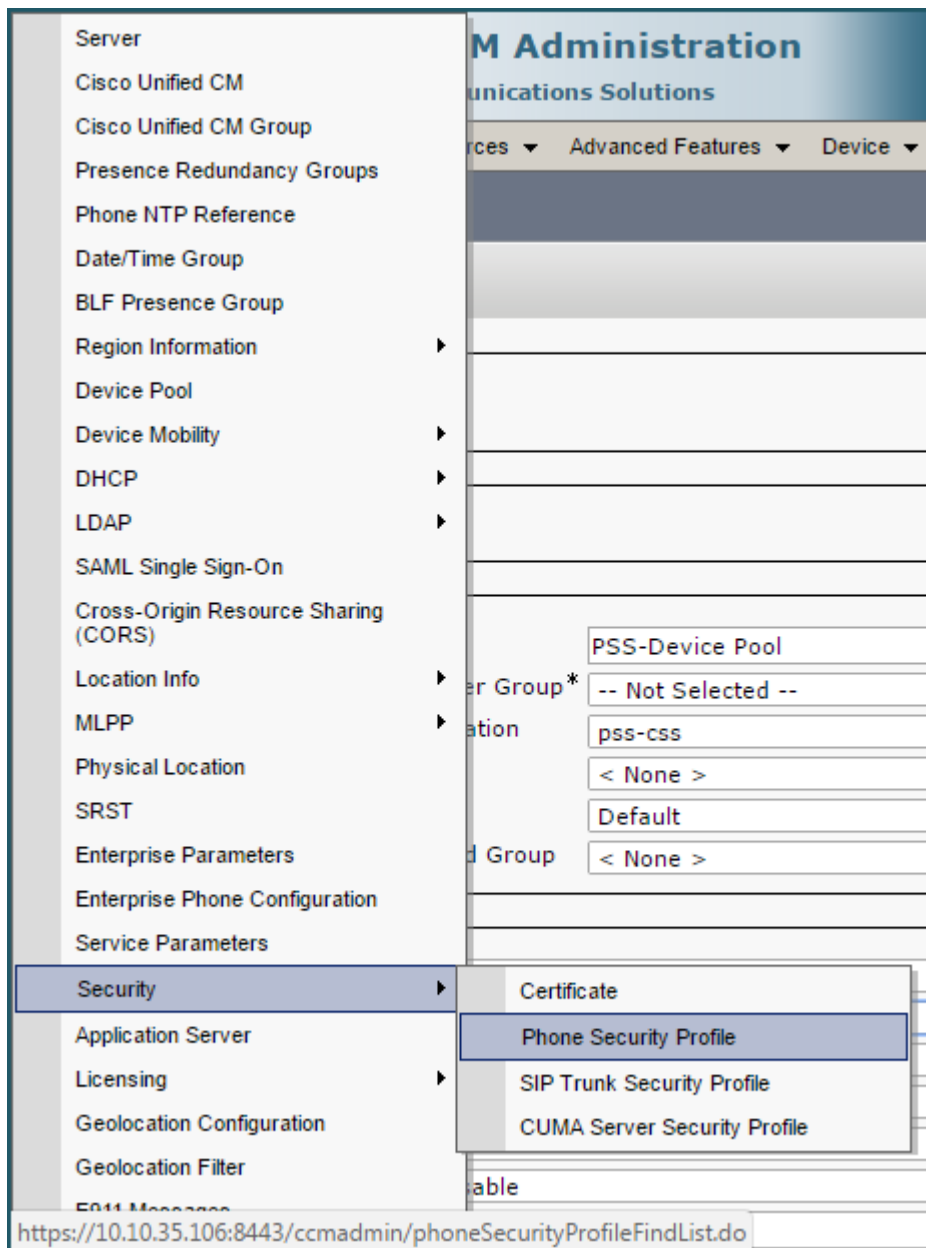 Server
Cisco Unified CM
Cisco Unified CM Group
Presence Redundancy Groups
Phone NTP Reference
Date/Time Group
BLF Presence Group
Region Information
Device Pool
Device Mobility
DHCP
LDAP
SAML Single Sign-On
Cross-Origin Resource Sharing
(CORS)
Location Info
MLPP
Physical Location
SRST
Enterprise Parameters
Enterprise Phone Configuration
Service Parameters
Security
Application Server
Licensing
Geolocation Configuration
Geolocation Filter
E911 Messages
Certificate
Phone Security Profile
SIP Trunk Security Profile
CUMA Server Security Profile
M Administration
unications Solutions
rces Advanced Features Device
PSS-Device Pool
er Group* -- Not Selected --
ation pss-css
< None >
Default
d Group < None >
sable
https://10.10.35.106:8443/ccmadmin/phoneSecurityProfileFindList.do